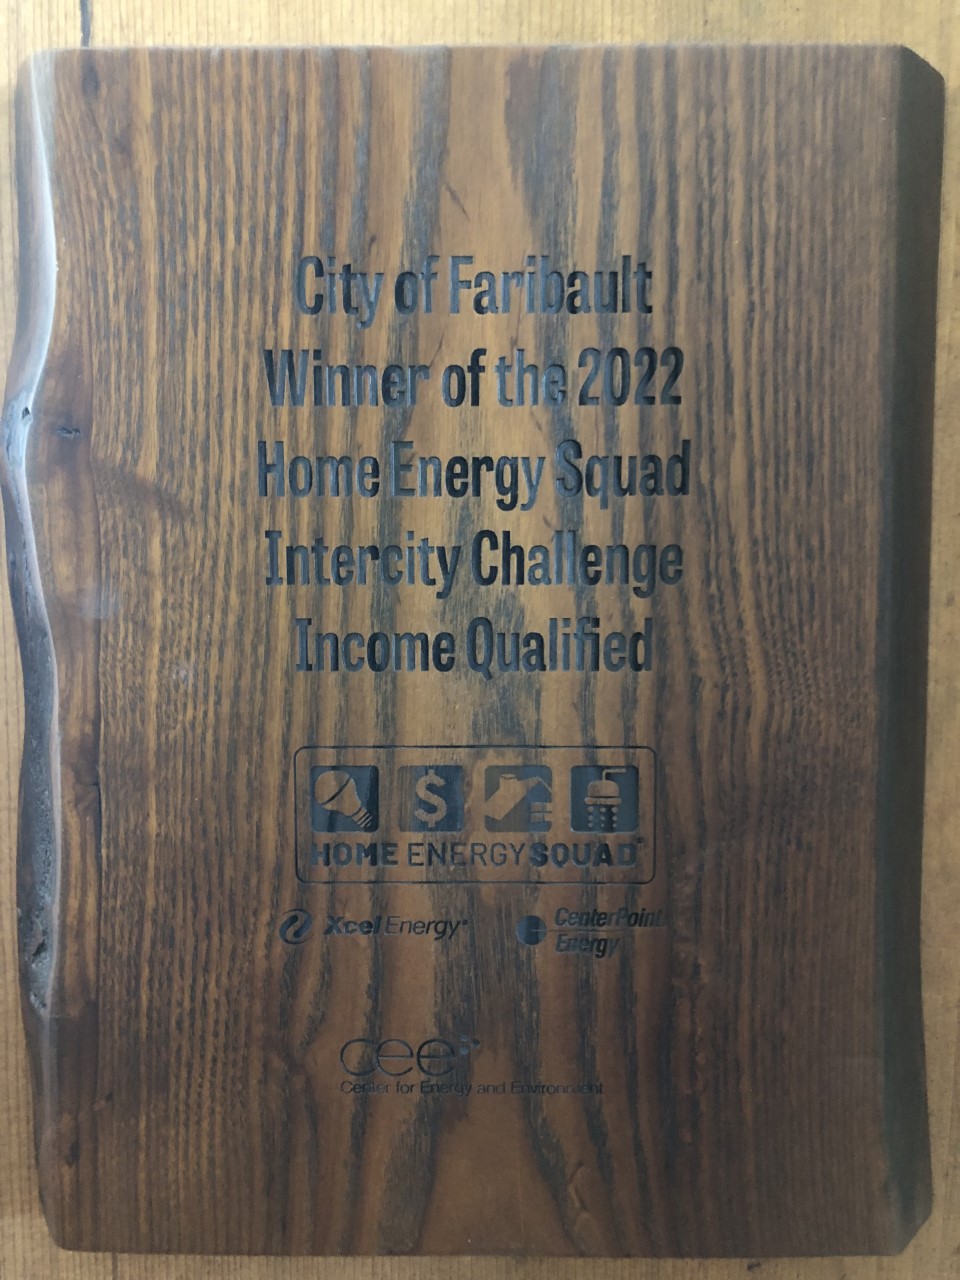 City of Faribault
Winner of the 2022
Home Energy Squad
Intercity Challenge
Income Qualified
$
HOME ENERGY SQUAD®
Xcel Energy®
CenterPoint
Energy
cee
Center for Energy and Environment